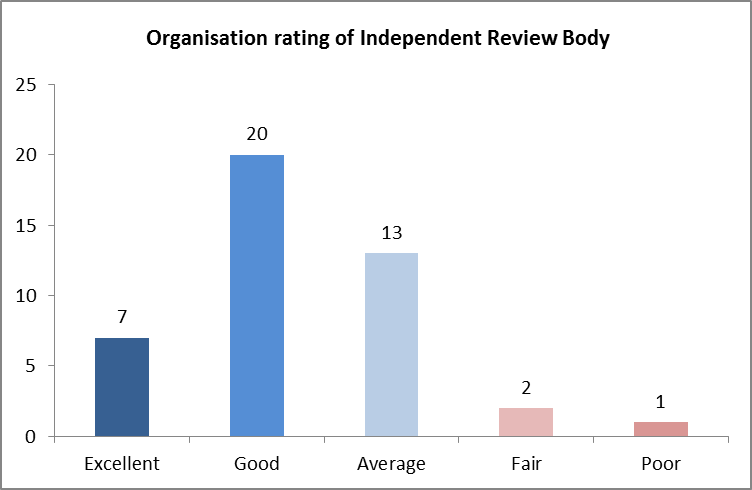 Organisation rating of Independent Review Body
25
20
15
10
5
0
7
20
13
2
1
Excellent
Good
Average
Fair
Poor